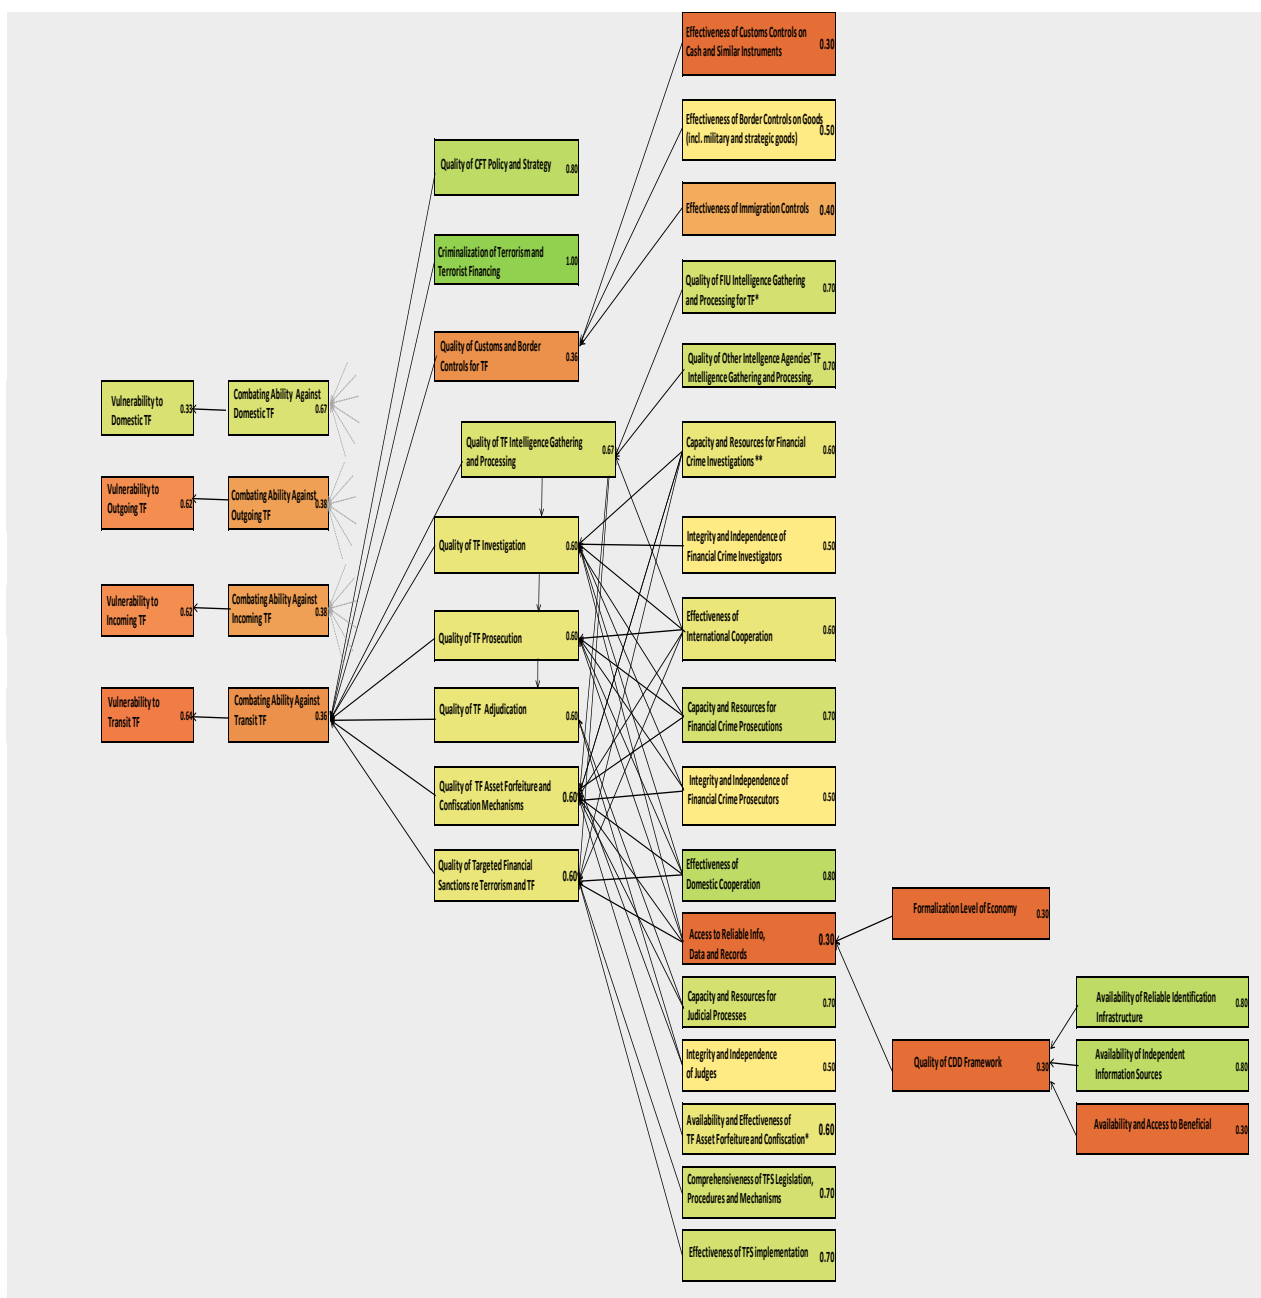 Effectiveness of Customs Controls on
Cash and Similar Instruments
0.30
Effectiveness of Border Controls on Goods
(incl. military and strategic goods)
0.50
Effectiveness of Immigration Controls
0.40
Quality of FIU Intelligence Gathering
and Processing for TF*
0.70
Quality of Other Intellgence Agencies' TF
Intelligence Gathering and Processing.
0.70
Capacity and Resources for Financial
Crime Investigations **
0.60
Integrity and Independence of
Financial Crime Investigators
0.50
Effectiveness of
International Cooperation
0.60
Capacity and Resources for
Financial Crime Prosecutions
0.70
Integrity and Independence of
Financial Crime Prosecutors
0.50
Effectiveness of
Domestic Cooperation
0.80
Access to Reliable Info,
Data and Records
0.30
Capacity and Resources for
Judicial Processes
0.70
Integrity and Independence
of Judges
0.50
Availability and Effectiveness of
TF Asset Forfeiture and Confiscation*
0.60
Comprehensiveness of TFS Legislation,
Procedures and Mechanisms
0.70
Effectiveness of TFS implementation
0.70
Quality of CFT Policy and Strategy
0.80
Criminalization of Terrorism and
Terrorist Financing
1.00
Quality of Customs and Border
Controls for TF
0.36
Quality of TF Intelligence Gathering
and Processing
0.67
Quality of TF Investigation
0.60
Quality of TF Prosecution
0.60
Quality of TF Adjudication
0.60
Quality of TF Asset Forfeiture and
Confiscation Mechanisms
0.60
Quality of Targeted Financial
Sanctions re Terrorism and TF
0.60
Vulnerability to
Domestic TF
0.33
Combating Ability Against
Domestic TF
0.67
Vulnerability to
Outgoing TF
0.62
Combating Ability Against
Outgoing TF
0.38
Vulnerability to
Incoming TF
0.62
Combating Ability Against
Incoming TF
0.38
Vulnerability to
Transit TF
0.64
Combating Ability Against
Transit TF
0.36
Formalization Level of Economy
0.30
Quality of CDD Framework
0.30
Availability of Reliable Identification
Infrastructure
0.80
Availability of Independent
Information Sources
0.80
Availability and Access to Beneficial
0.30